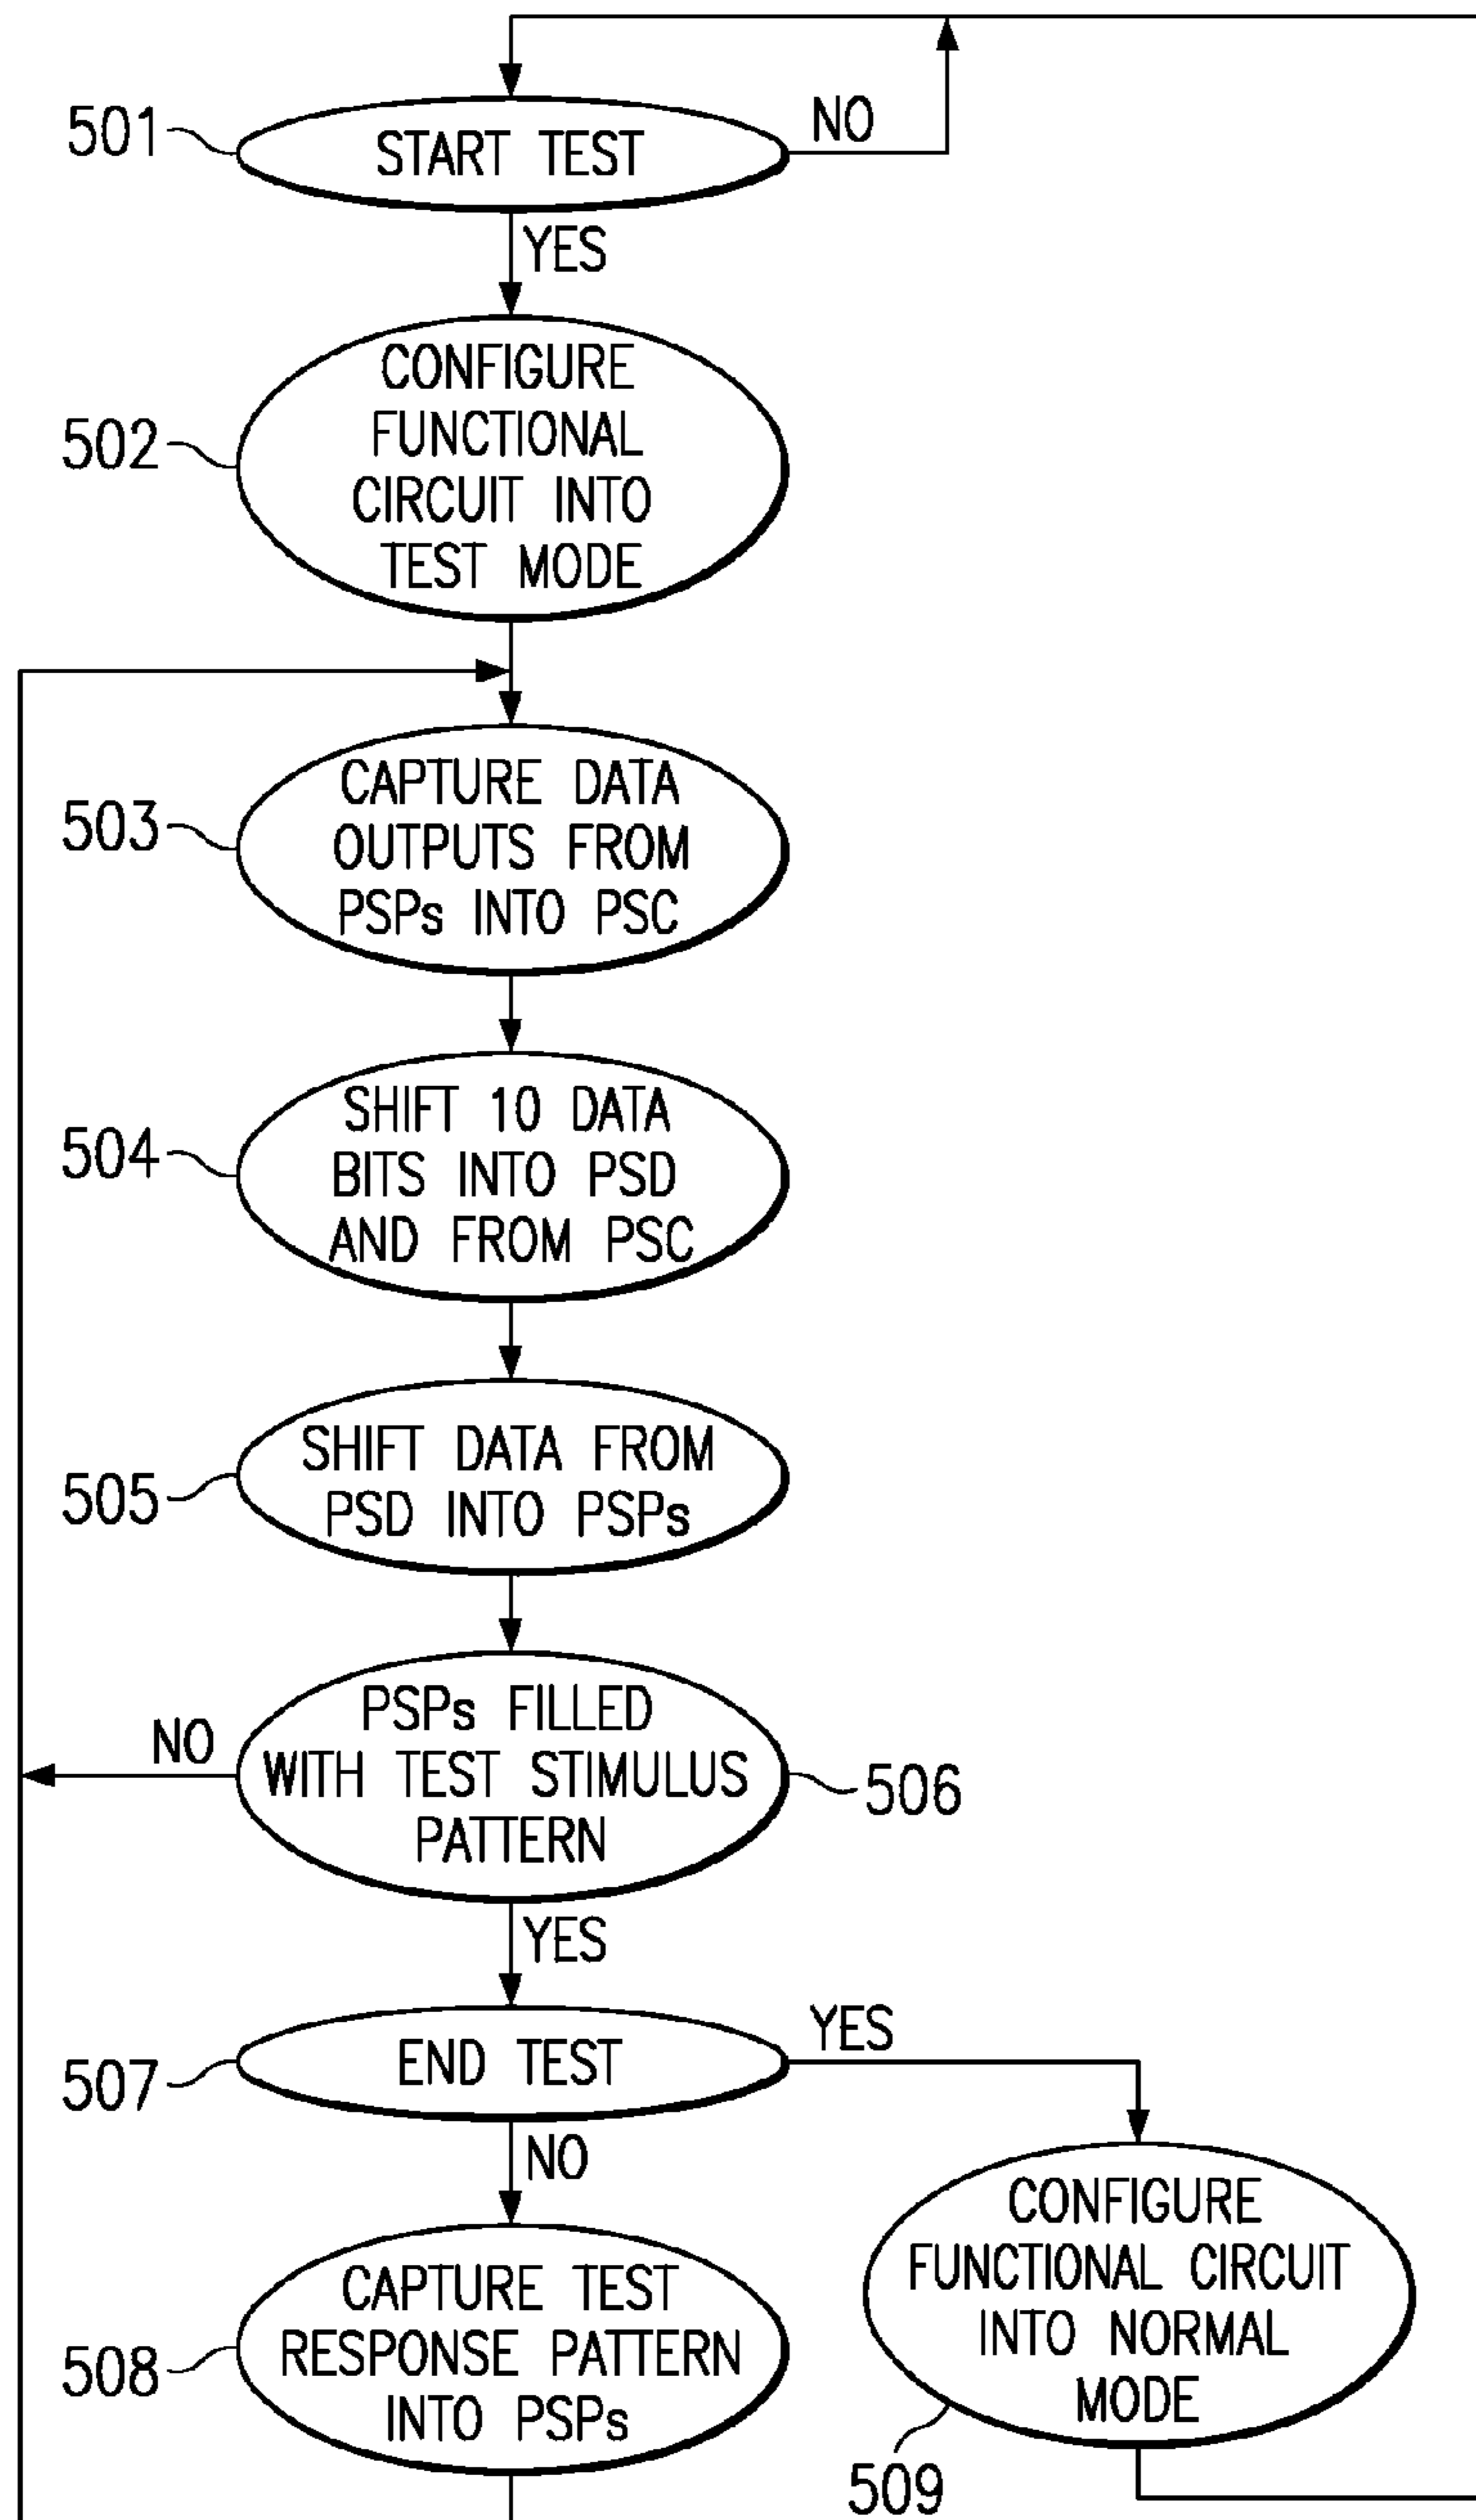 501
START TEST
NO
YES
502
CONFIGURE
FUNCTIONAL
CIRCUIT INTO
TEST MODE
503
CAPTURE DATA
OUTPUTS FROM
PSPs INTO PSC
504
SHIFT 10 DATA
BITS INTO PSD
AND FROM PSC
505
SHIFT DATA FROM
PSD INTO PSPs
NO
PSPs FILLED
WITH TEST STIMULUS
PATTERN
506
YES
507
END TEST
YES
NO
508
CAPTURE TEST
RESPONSE PATTERN
INTO PSPs
CONFIGURE
FUNCTIONAL CIRCUIT
INTO NORMAL
MODE
509